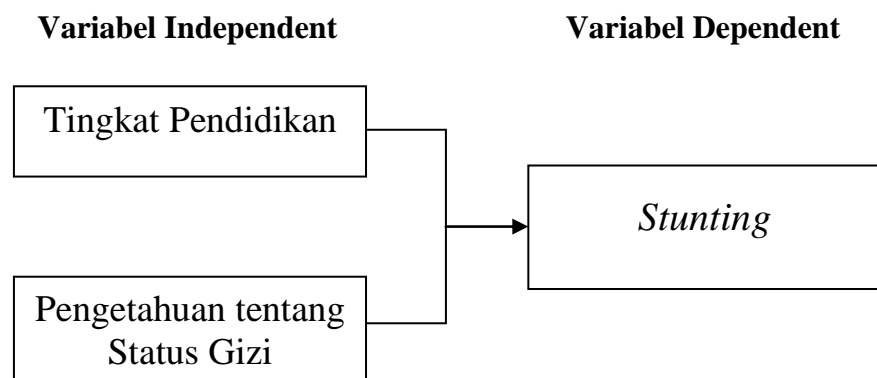 Variabel Independent
Variabel Dependent
Tingkat Pendidikan
Stunting
Pengetahuan tentang
Status Gizi